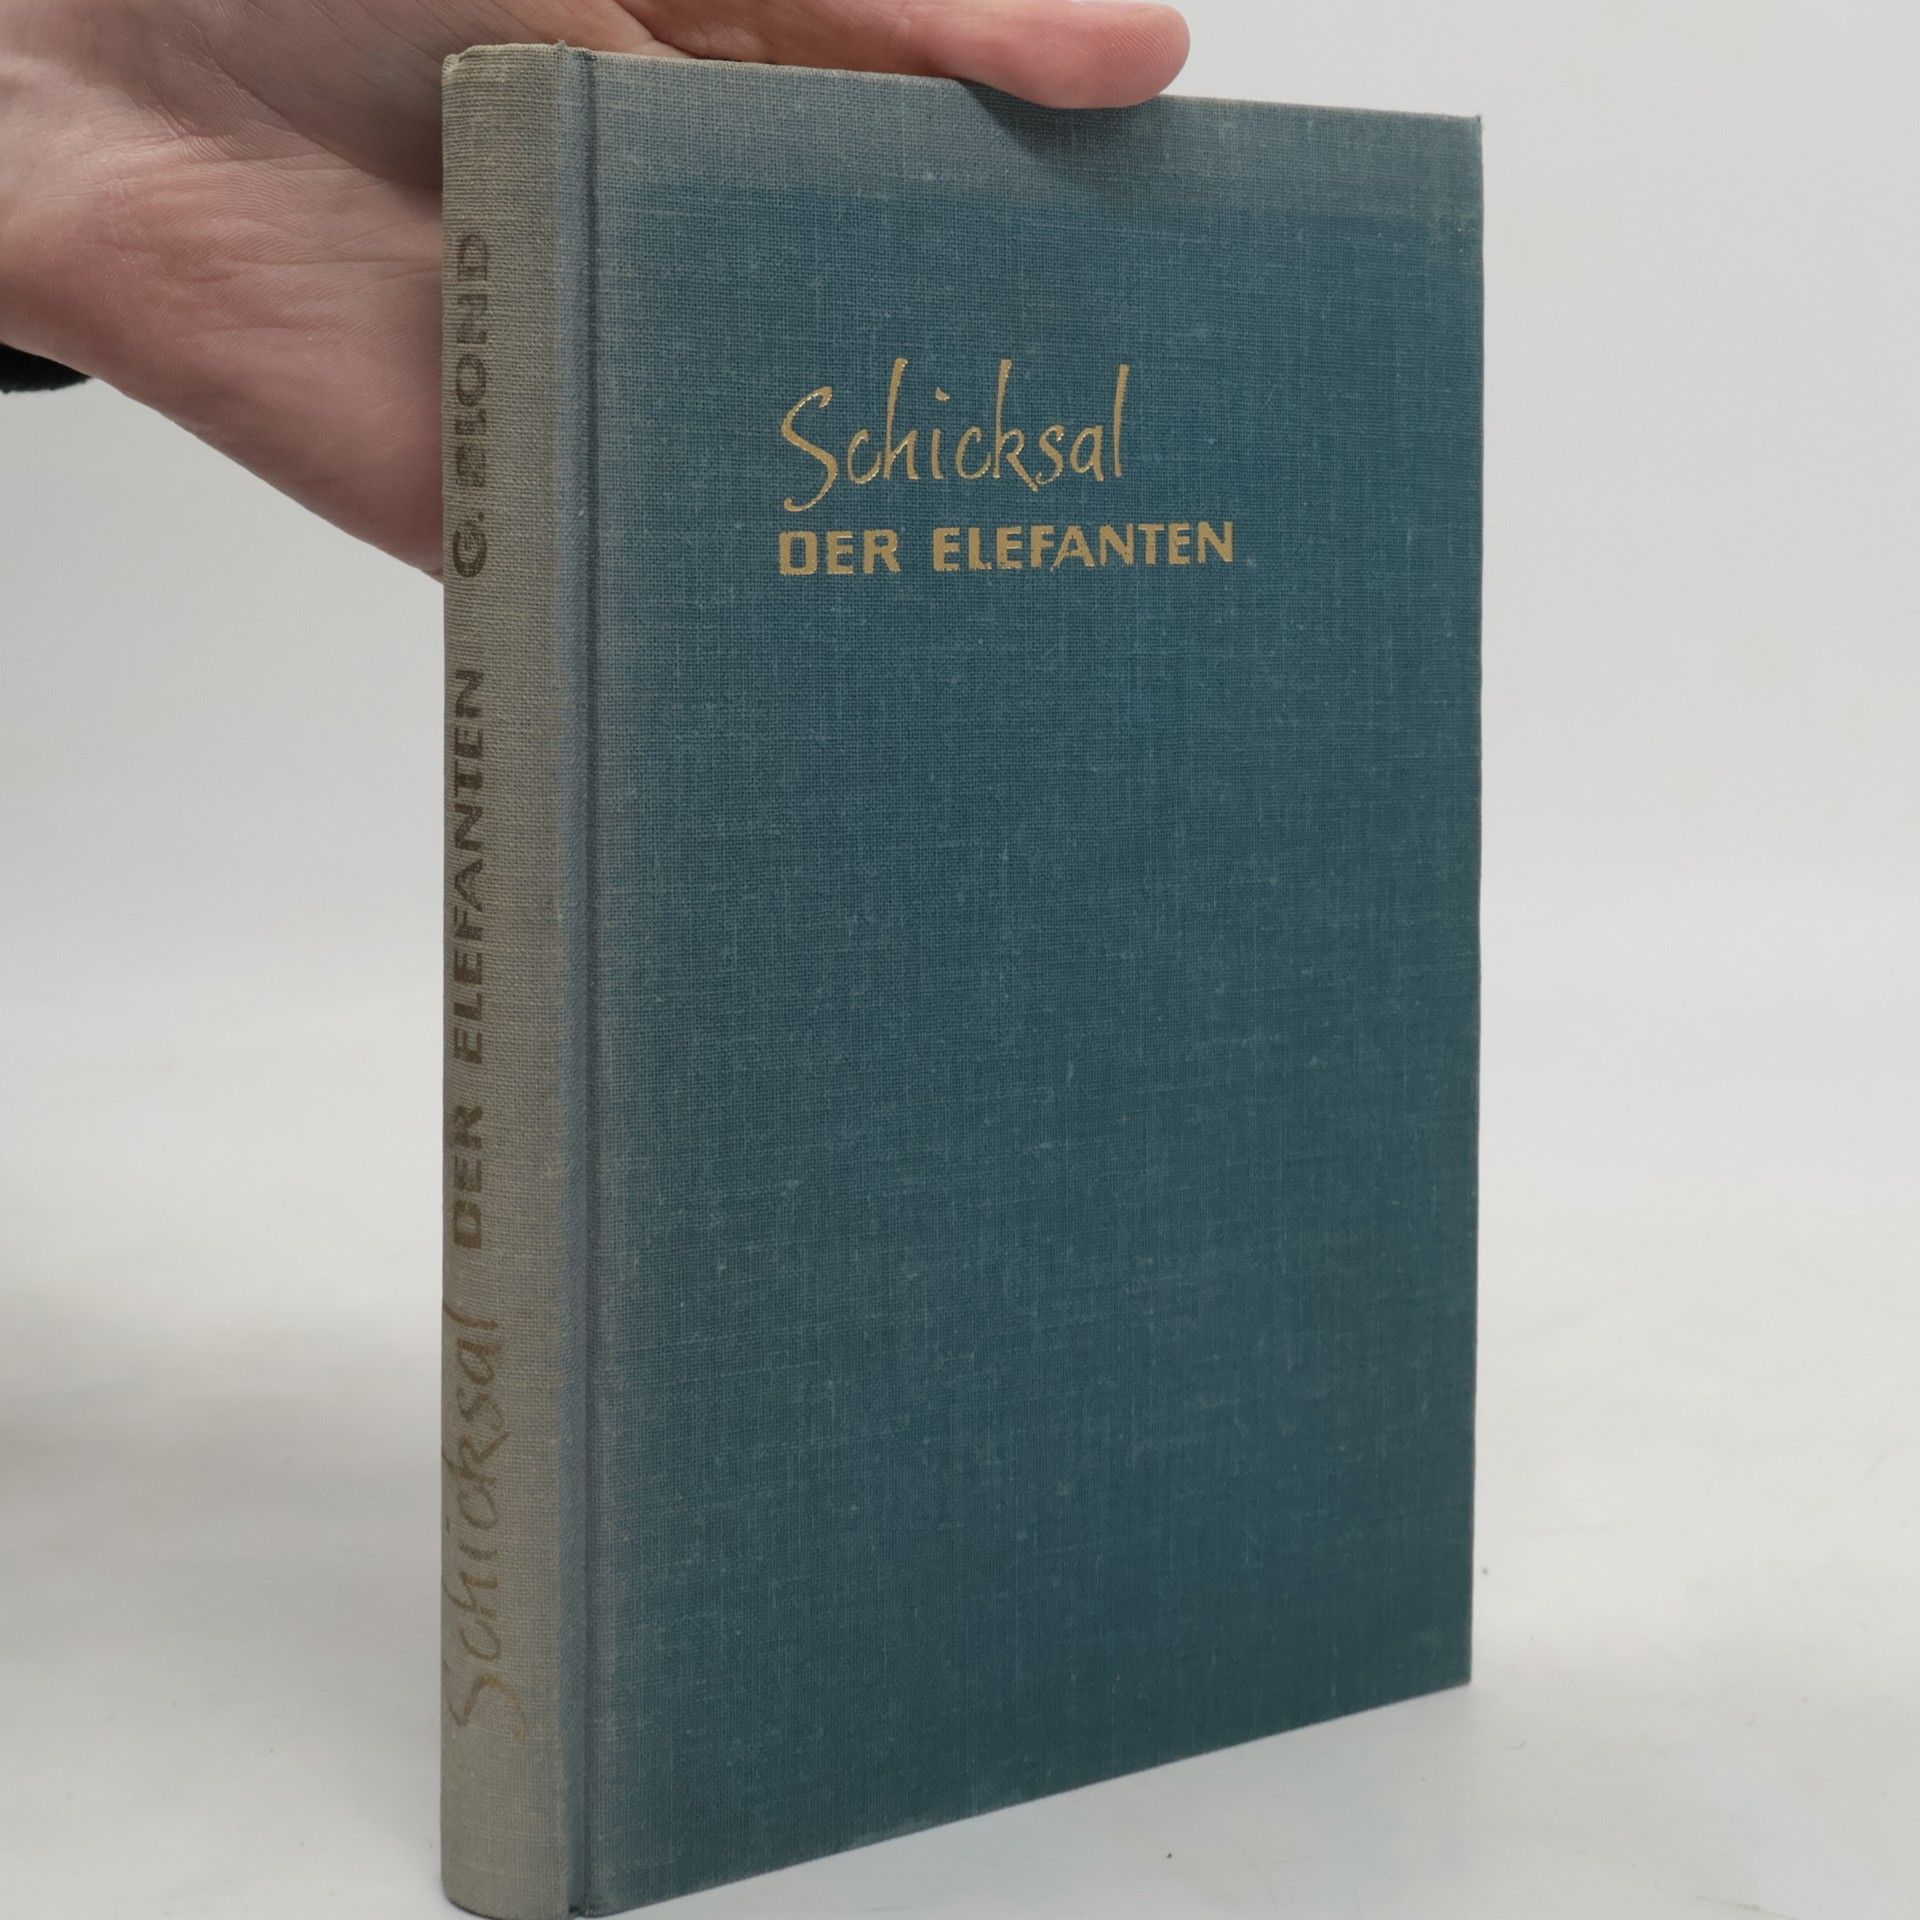 Schicksal
DER ELEFANTEN
Schicksal DER ELEFANTEN G. BLOND